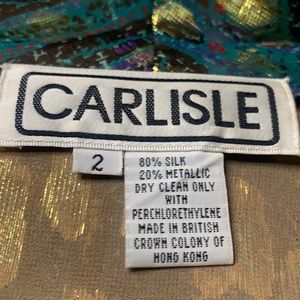 CARLISLE
2
80% SILK
20% METALLIC
DRY CLEAN ONLY
WITH
PERCHLORETHYLENE
MADE IN BRITISH
CROWN COLONY OF
HONG KONG